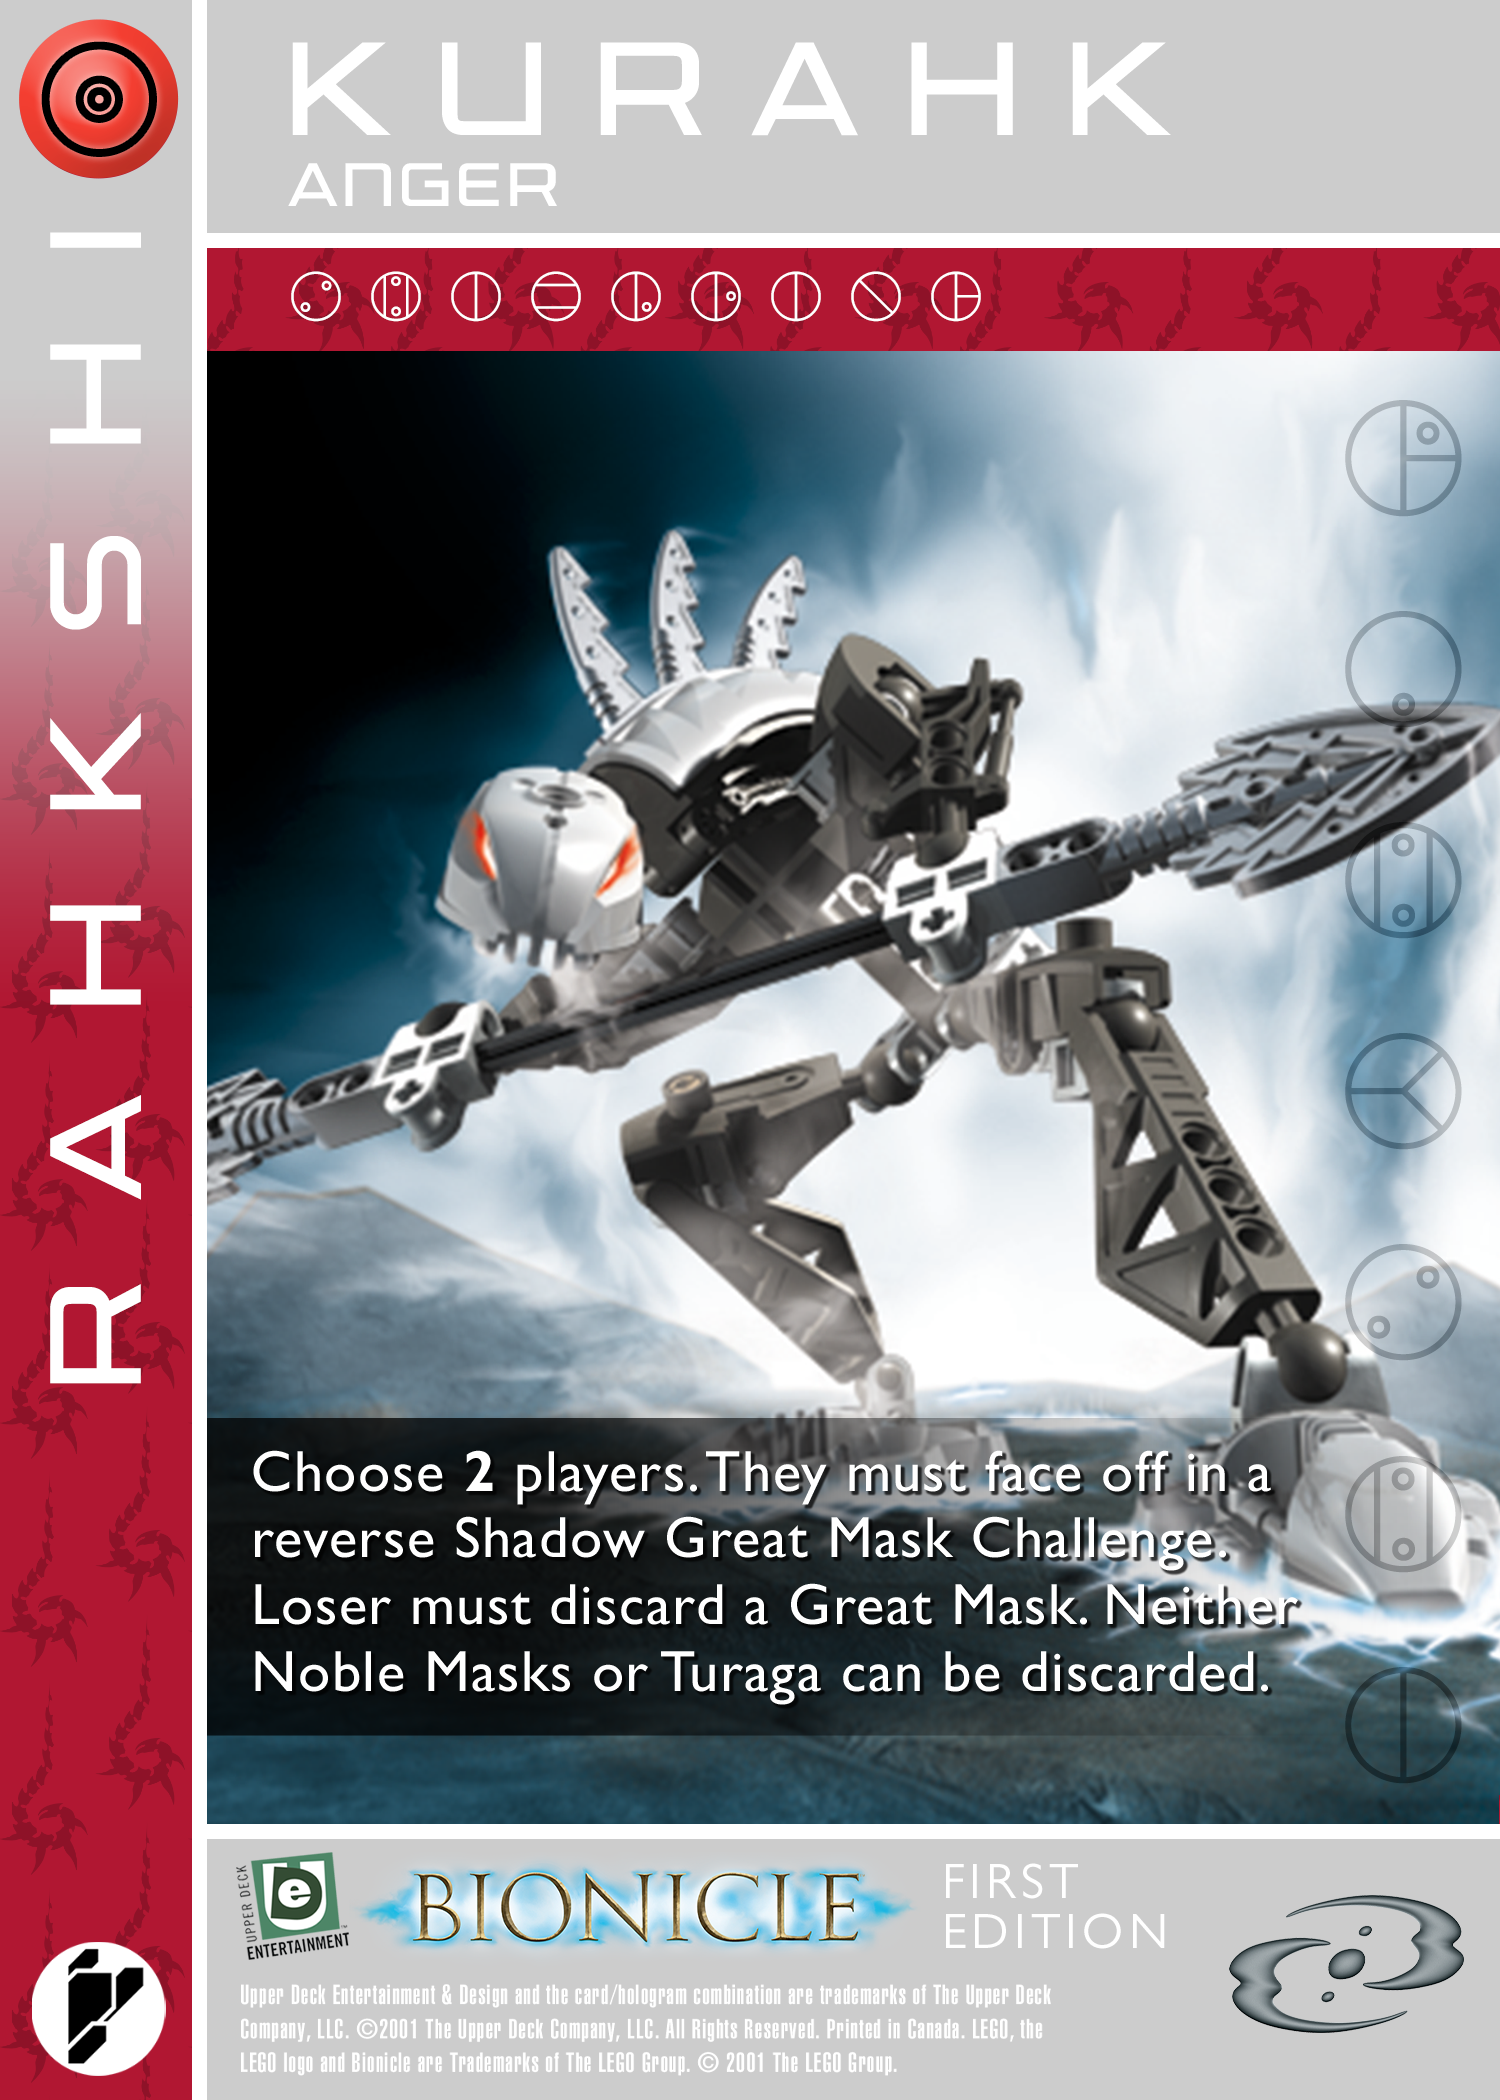 KURAHK
ANGER
RAHKSHI
Choose 2 players. They must face off in a
reverse Shadow Great Mask Challenge.
Loser must discard a Great Mask. Neither
Noble Masks or Turaga can be discarded.
UPPER DECK
e
ENTERTAINMENT
™
BIONICLE
FIRST
EDITION
Upper Deck Entertainment & Design and the card/hologram combination are trademarks of The Upper Deck
Company, LLC. ©2001 The Upper Deck Company, LLC. All Rights Reserved. Printed in Canada. LEGO, the
LEGO logo and Bionicle are Trademarks of The LEGO Group. © 2001 The LEGO Group.